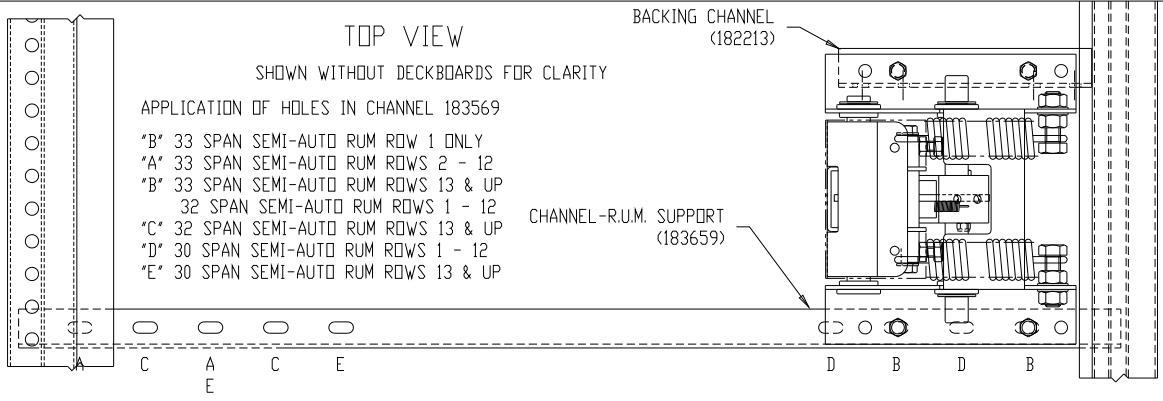 TOP VIEW
SHOWN WITHOUT DECKBOARDS FOR CLARITY
APPLICATION OF HOLES IN CHANNEL 183569
"B" 33 SPAN SEMI-AUTO RUM ROW 1 ONLY
"A" 33 SPAN SEMI-AUTO RUM ROWS 2 - 12
"B" 33 SPAN SEMI-AUTO RUM ROWS 13 & UP
32 SPAN SEMI-AUTO RUM ROWS 1 - 12
"C" 32 SPAN SEMI-AUTO RUM ROWS 13 & UP
"D" 30 SPAN SEMI-AUTO RUM ROWS 1 - 12
"E" 30 SPAN SEMI-AUTO RUM ROWS 13 & UP
BACKING CHANNEL
(182213)
CHANNEL-R.U.M. SUPPORT
(183659)
A C A C E D B D B
E